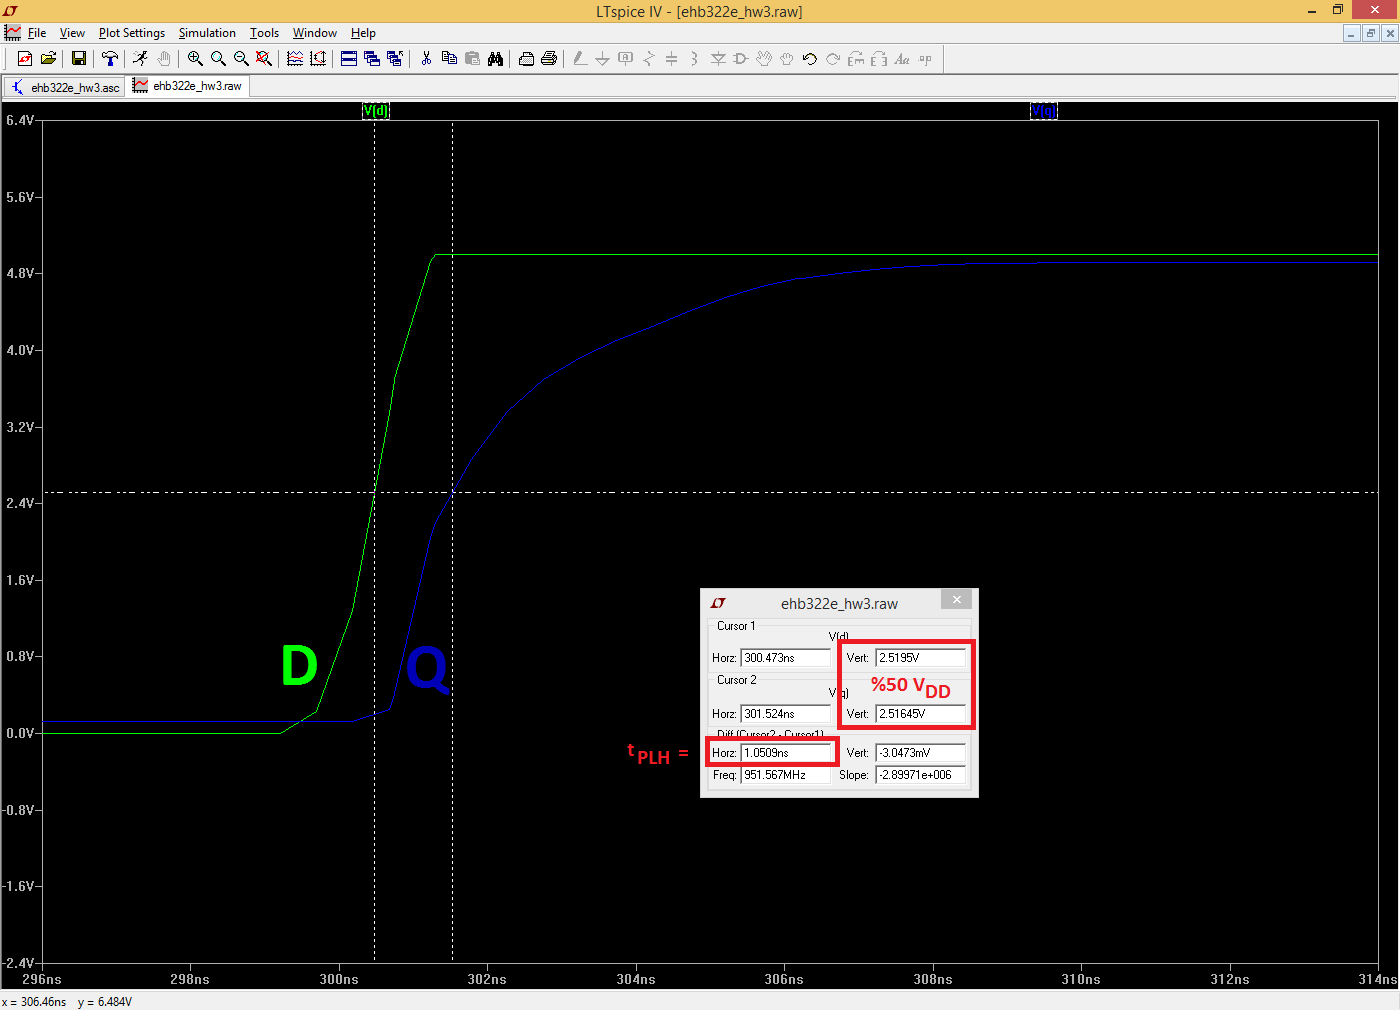 LTspice IV - [ehb322e_hw3.raw]
File View Plot Settings Simulation Tools Window Help
ehb322e_hw3.asc ehb322e_hw3.raw
V(d) V(q)
6.4V
5.6V
4.8V
4.0V
3.2V
2.4V
1.6V
0.8V
0.0V
-0.8V
-1.6V
-2.4V
D Q
ehb322e_hw3.raw
Cursor 1
V(d)
Horz: 300.473ns Vert: 2.5195V
%50 VDD
Cursor 2
V(q)
Horz: 301.524ns Vert: 2.51645V
Diff (Cursor2 - Cursor1)
tPLH = Horz: 1.0509ns Vert: -3.0473mV
Freq: 951.567MHz Slope: -2.89971e+006
296ns 298ns 300ns 302ns 304ns 306ns 308ns 310ns 312ns 314ns
x = 306.46ns y = 6.484V